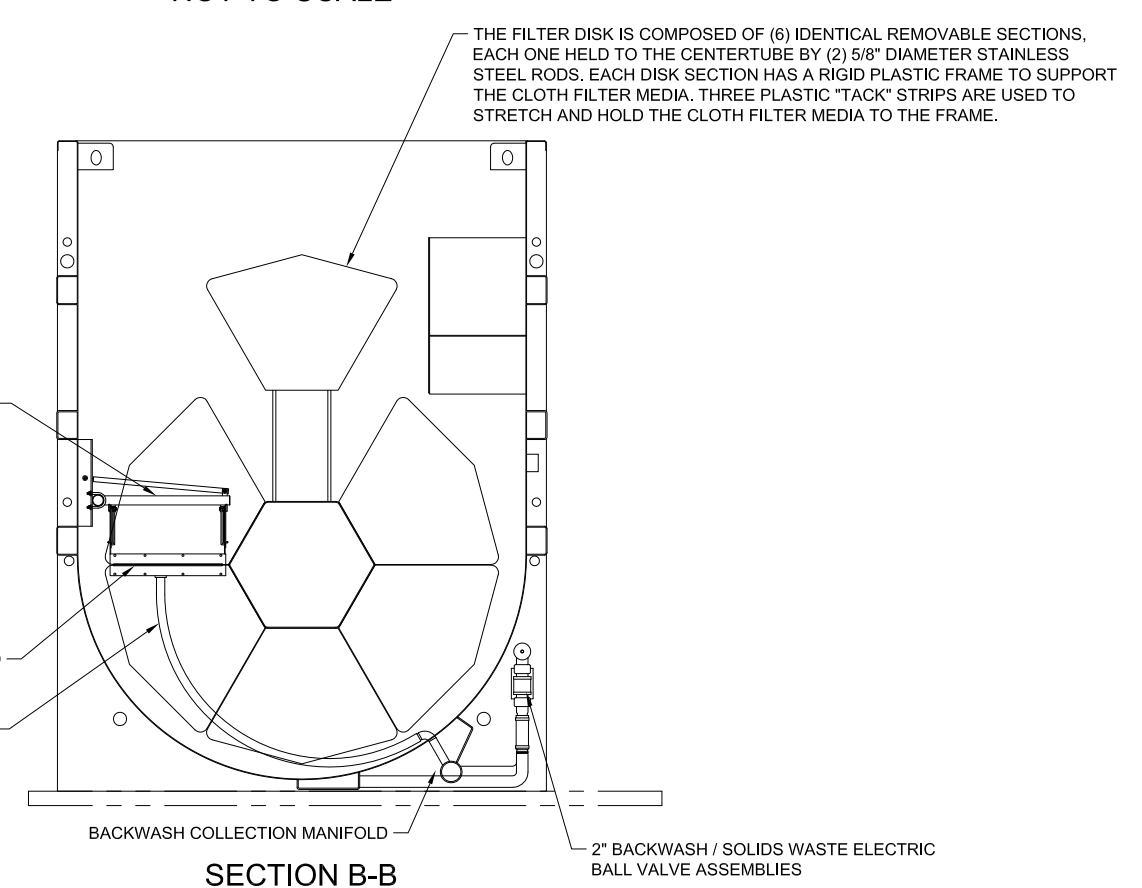 NOT TO SCALE
THE FILTER DISK IS COMPOSED OF (6) IDENTICAL REMOVABLE SECTIONS,
EACH ONE HELD TO THE CENTERTUBE BY (2) 5/8" DIAMETER STAINLESS
STEEL RODS. EACH DISK SECTION HAS A RIGID PLASTIC FRAME TO SUPPORT
THE CLOTH FILTER MEDIA. THREE PLASTIC "TACK" STRIPS ARE USED TO
STRETCH AND HOLD THE CLOTH FILTER MEDIA TO THE FRAME.
BACKWASH COLLECTION MANIFOLD
2" BACKWASH / SOLIDS WASTE ELECTRIC
BALL VALVE ASSEMBLIES
SECTION B-B